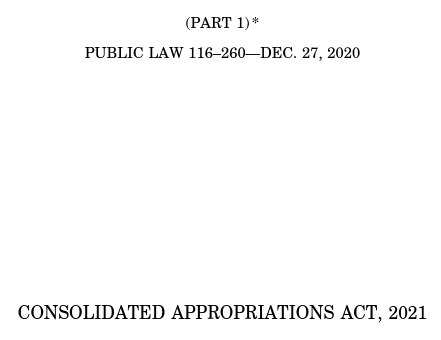 (PART 1)*
PUBLIC LAW 116–260—DEC. 27, 2020
CONSOLIDATED APPROPRIATIONS ACT, 2021